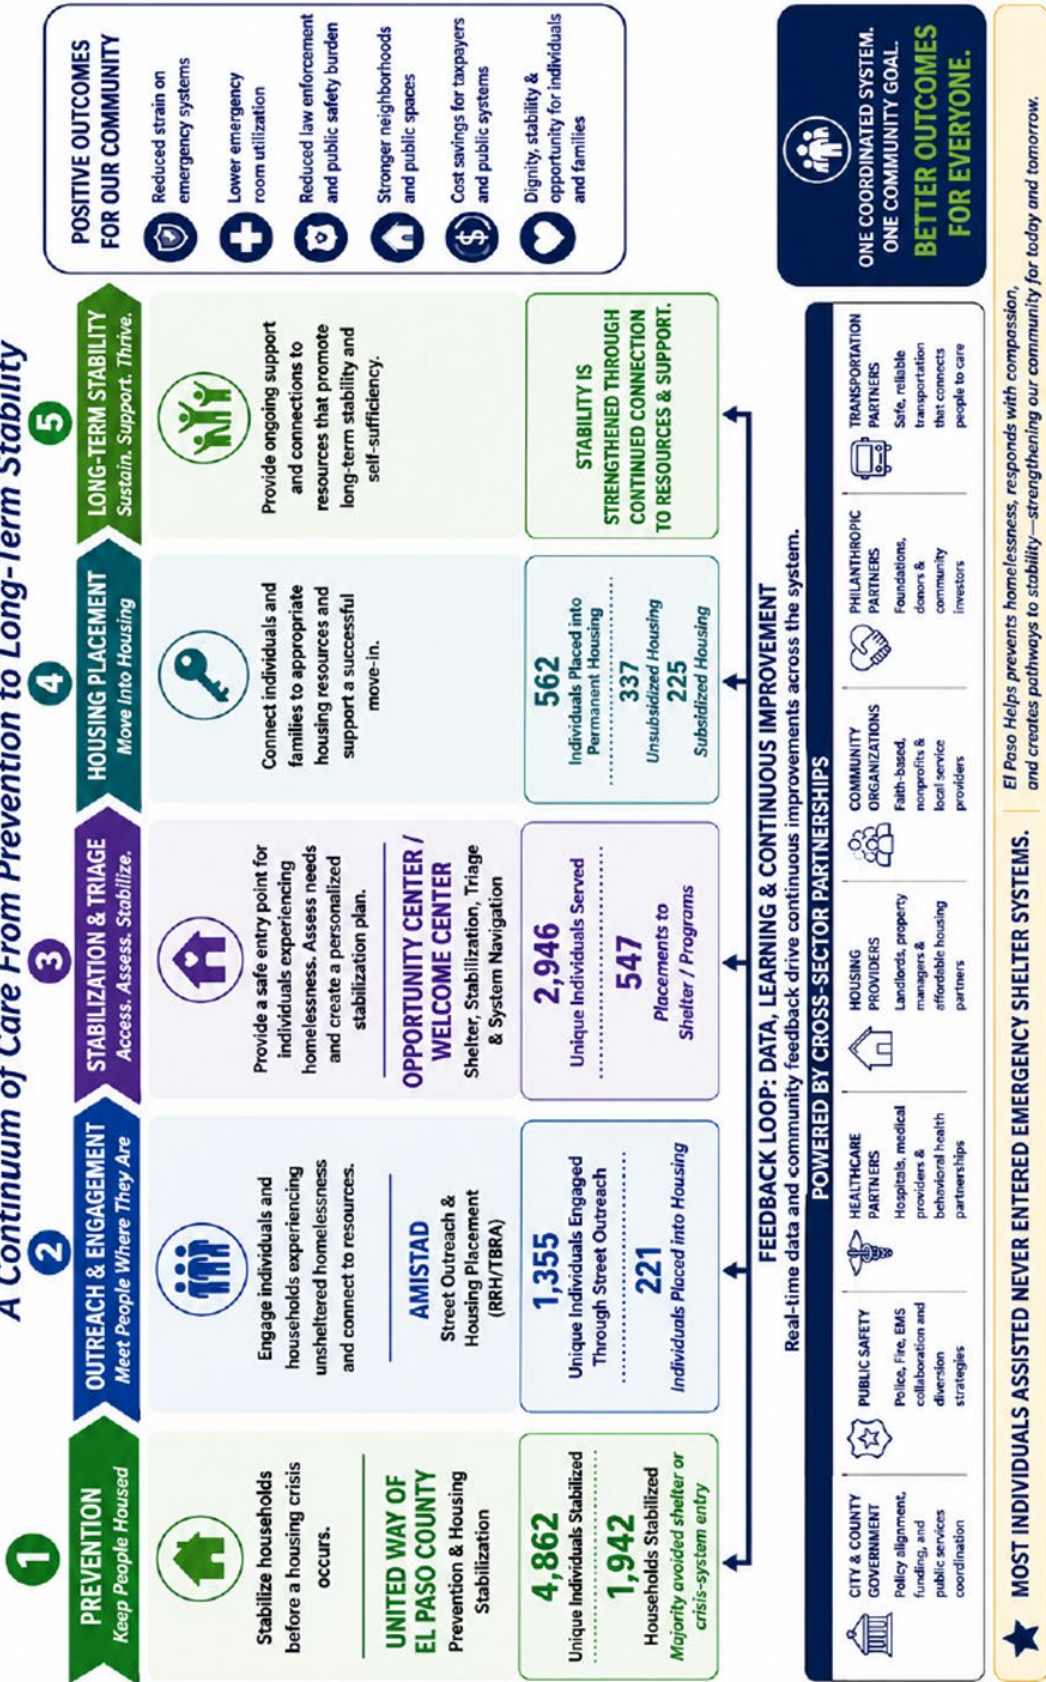 A Continuum of Care From Prevention to Long-Term Stability
1
PREVENTION
Keep People Housed
Stabilize households
before a housing crisis
occurs.
UNITED WAY OF
EL PASO COUNTY
Prevention & Housing
Stabilization
4,862
Unique Individuals Stabilized
1,942
Households Stabilized
Majority avoided shelter or
crisis-system entry
2
OUTREACH & ENGAGEMENT
Meet People Where They Are
Engage individuals and
households experiencing
unsheltered homelessness
and connect to resources.
AMISTAD
Street Outreach &
Housing Placement
(RRH/TBRA)
1,355
Unique Individuals Engaged
Through Street Outreach
221
Individuals Placed into Housing
3
STABILIZATION & TRIAGE
Access. Assess. Stabilize.
Provide a safe entry point for
individuals experiencing
homelessness. Assess needs
and create a personalized
stabilization plan.
OPPORTUNITY CENTER /
WELCOME CENTER
Shelter, Stabilization, Triage
& System Navigation
2,946
Unique Individuals Served
547
Placements to
Shelter / Programs
4
HOUSING PLACEMENT
Move Into Housing
Connect individuals and
families to appropriate
housing resources and
support a successful
move-in.
562
Individuals Placed into
Permanent Housing
337
Unsubsidized Housing
225
Subsidized Housing
5
LONG-TERM STABILITY
Sustain. Support. Thrive.
Provide ongoing support
and connections to
resources that promote
long-term stability and
self-sufficiency.
STABILITY IS
STRENGTHENED THROUGH
CONTINUED CONNECTION
TO RESOURCES & SUPPORT.
POSITIVE OUTCOMES
FOR OUR COMMUNITY
Reduced strain on
emergency systems
Lower emergency
room utilization
Reduced law enforcement
and public safety burden
Stronger neighborhoods
and public spaces
$
Cost savings for taxpayers
and public systems
Dignity, stability &
opportunity for individuals
and families
FEEDBACK LOOP: DATA, LEARNING & CONTINUOUS IMPROVEMENT
Real-time data and community feedback drive continuous improvements across the system.
POWERED BY CROSS-SECTOR PARTNERSHIPS
CITY & COUNTY
GOVERNMENT
Policy alignment,
funding, and
public services
coordination
PUBLIC SAFETY
Police, Fire, EMS
collaboration and
diversion
strategies
HEALTHCARE
PARTNERS
Hospitals, medical
providers &
behavioral health
partnerships
HOUSING
PROVIDERS
Landlords, property
managers &
affordable housing
partners
COMMUNITY
ORGANIZATIONS
Faith-based,
nonprofits &
local service
providers
PHILANTHROPIC
PARTNERS
Foundations,
donors &
community
investors
TRANSPORTATION
PARTNERS
Safe, reliable
transportation
that connects
people to care
ONE COORDINATED SYSTEM.
ONE COMMUNITY GOAL.
BETTER OUTCOMES
FOR EVERYONE.
MOST INDIVIDUALS ASSISTED NEVER ENTERED EMERGENCY SHELTER SYSTEMS.
El Paso Helps prevents homelessness, responds with compassion,
and creates pathways to stability—strengthening our community for today and tomorrow.